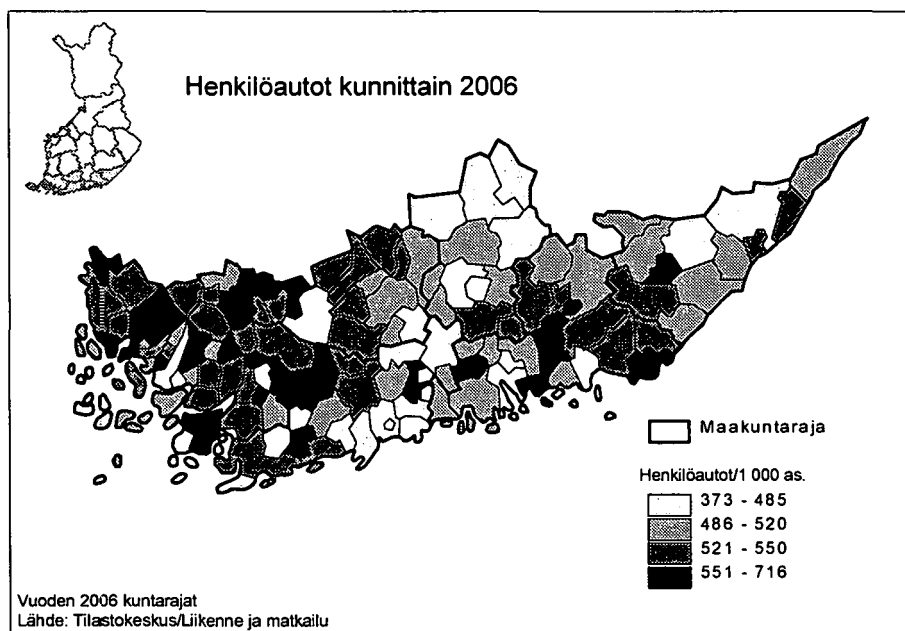 Henkilöautot kunnittain 2006
Maakuntaraja
Henkilöautot/1 000 as.
373 - 485
486 - 520
521 - 550
551 - 716
Vuoden 2006 kuntarajat
Lähde: Tilastokeskus/Liikenne ja matkailu